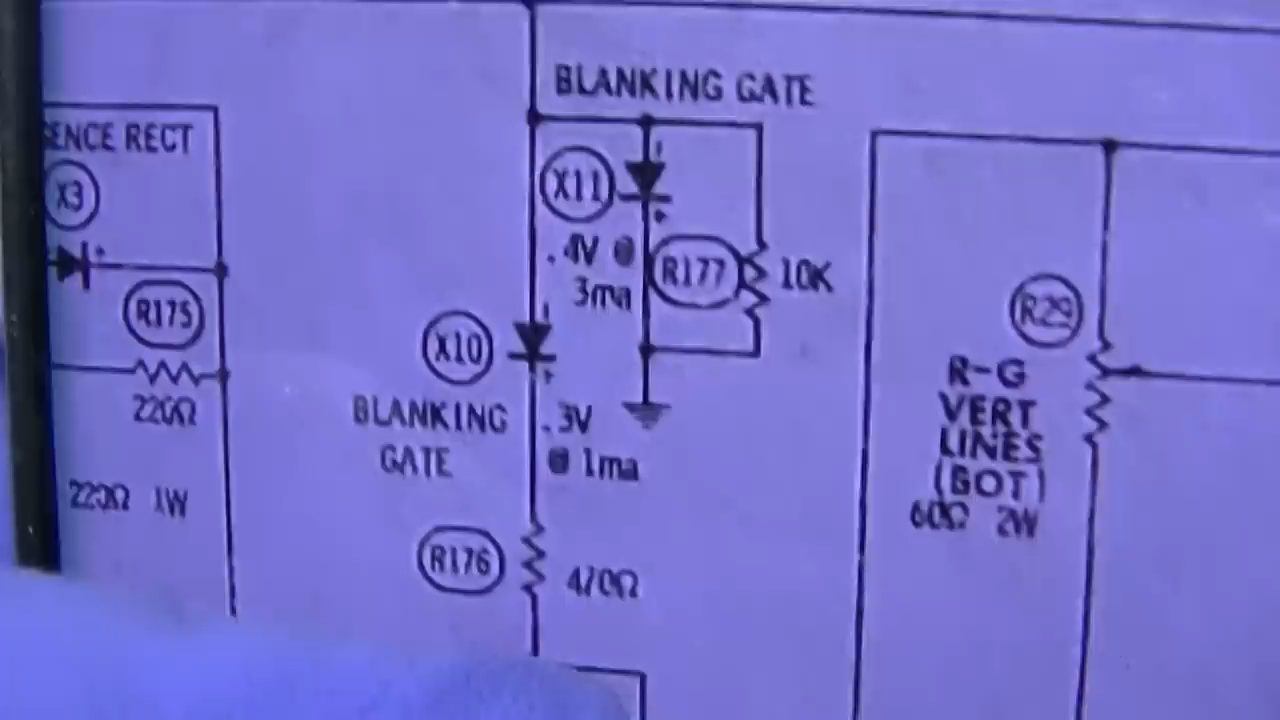 BLANKING GATE
ENCE RECT
X3
X11
.4V @
3ma
R177
10K
R175
220Ω
220Ω 1W
X10
BLANKING
GATE
.3V
@ 1ma
R176
470Ω
R29
R-G
VERT
LINES
(BOT)
60Ω 2W